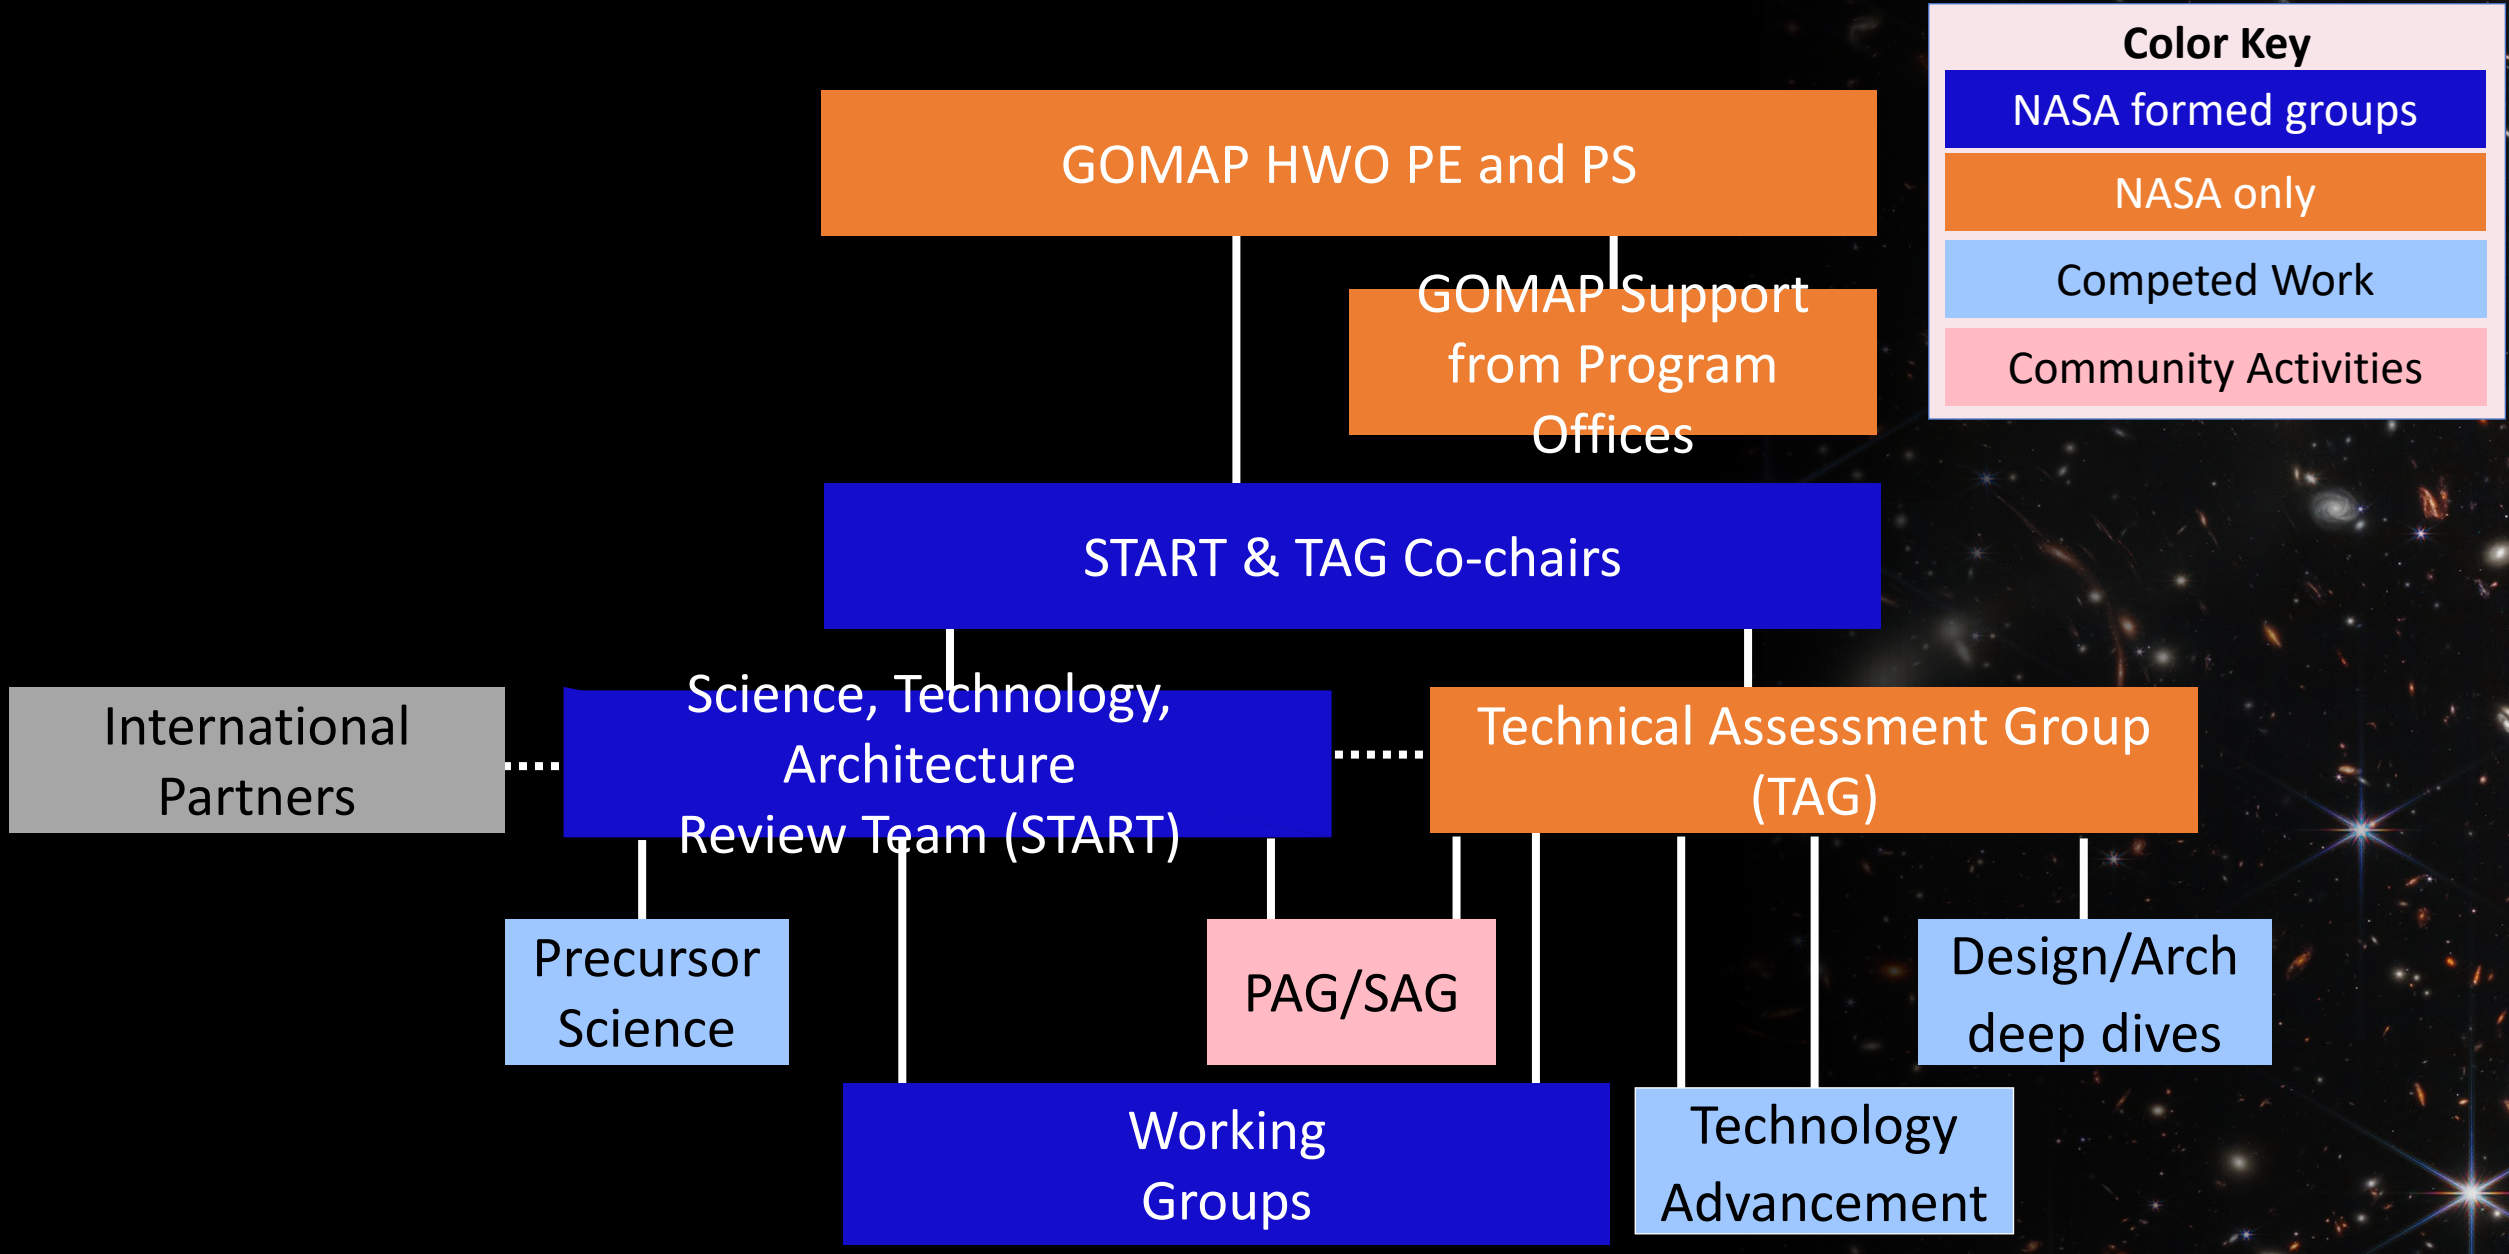 Color Key
NASA formed groups
NASA only
Competed Work
Community Activities
GOMAP HWO PE and PS
GOMAP Support
from Program
Offices
START & TAG Co-chairs
International
Partners
Science, Technology,
Architecture
Review Team (START)
Technical Assessment Group
(TAG)
Precursor
Science
PAG/SAG
Design/Arch
deep dives
Working
Groups
Technology
Advancement